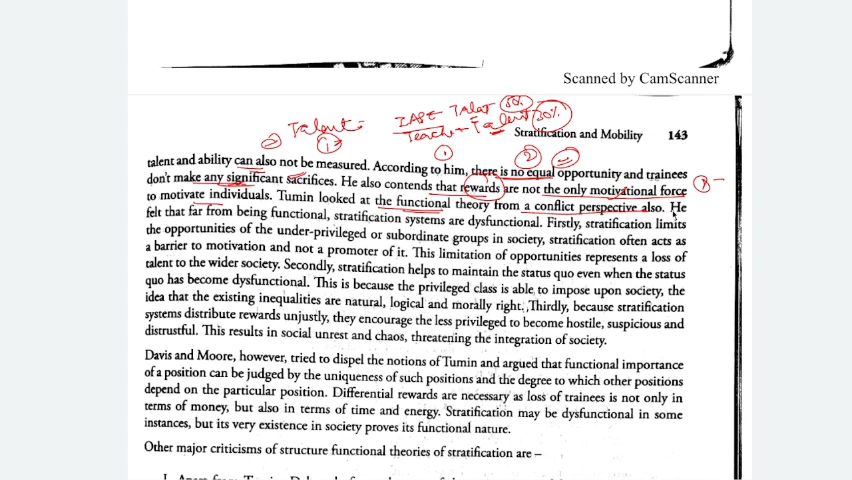 Scanned by CamScanner
Talent
Talent 50%
Teacher - Talent 30%
Stratification and Mobility 143
talent and ability can also not be measured. According to him, there is no equal opportunity and trainees
don't make any significant sacrifices. He also contends that rewards are not the only motivational force
to motivate individuals. Tumin looked at the functional theory from a conflict perspective also. He
felt that far from being functional, stratification systems are dysfunctional. Firstly, stratification limits
the opportunities of the under-privileged or subordinate groups in society, stratification often acts as
a barrier to motivation and not a promoter of it. This limitation of opportunities represents a loss of
talent to the wider society. Secondly, stratification helps to maintain the status quo even when the status
quo has become dysfunctional. This is because the privileged class is able to impose upon society, the
idea that the existing inequalities are natural, logical and morally right. Thirdly, because stratification
systems distribute rewards unjustly, they encourage the less privileged to become hostile, suspicious and
distrustful. This results in social unrest and chaos, threatening the integration of society.
Davis and Moore, however, tried to dispel the notions of Tumin and argued that functional importance
of a position can be judged by the uniqueness of such positions and the degree to which other positions
depend on the particular position. Differential rewards are necessary as loss of trainees is not only in
terms of money, but also in terms of time and energy. Stratification may be dysfunctional in some
instances, but its very existence in society proves its functional nature.
Other major criticisms of structure functional theories of stratification are –